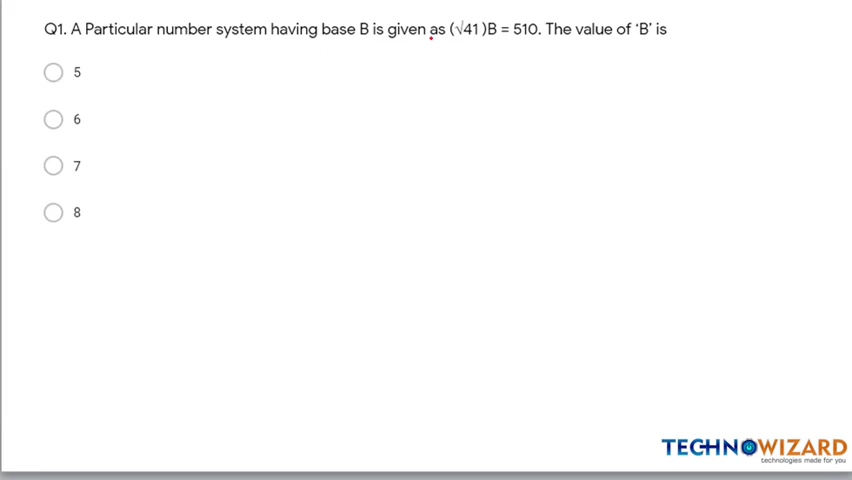 Q1. A Particular number system having base B is given as (√41 )B = 510. The value of ‘B’ is
5
6
7
8
TECHNOWIZARD
technologies made for you